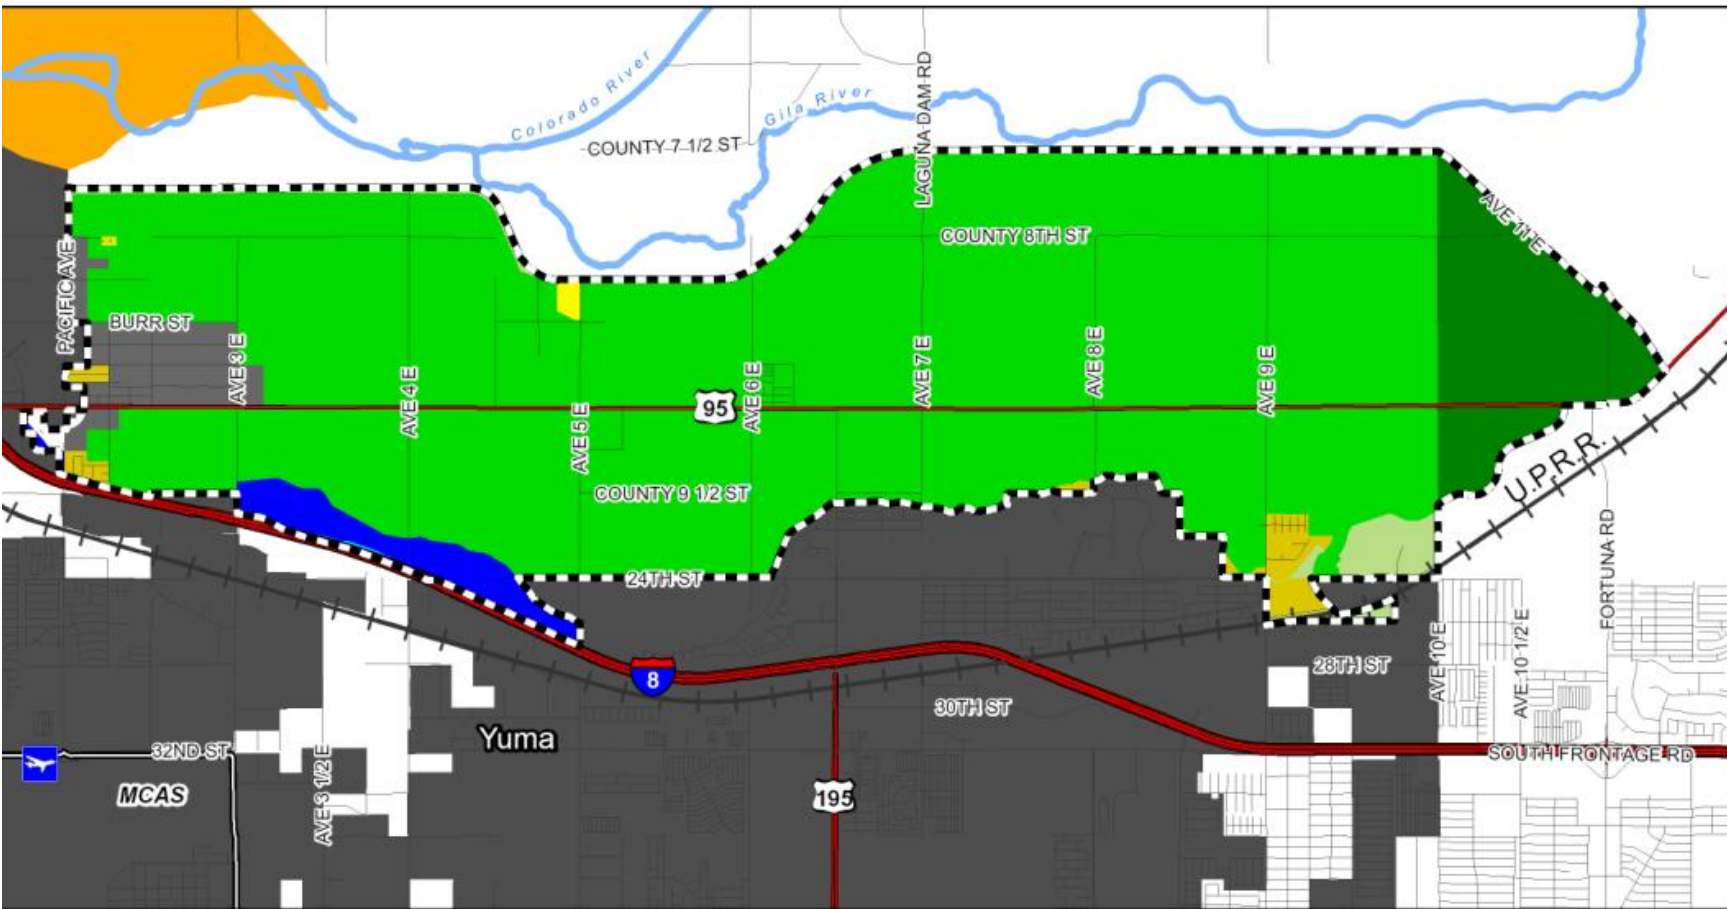 Colorado River
Gila River
LAGUNA DAM RD
COUNTY 7 1/2 ST
AVE 11 E
COUNTY 8TH ST
PACIFIC AVE
BURR ST
AVE 3 E
AVE 4 E
AVE 5 E
95
AVE 6 E
AVE 7 E
AVE 8 E
AVE 9 E
COUNTY 9 1/2 ST
U.P.R.R.
FORTUNA RD
24TH ST
8
28TH ST
AVE 10 E
AVE 10 1/2 E
30TH ST
Yuma
32ND ST
SOUTH FRONTAGE RD
MCAS
AVE 3 1/2 E
195